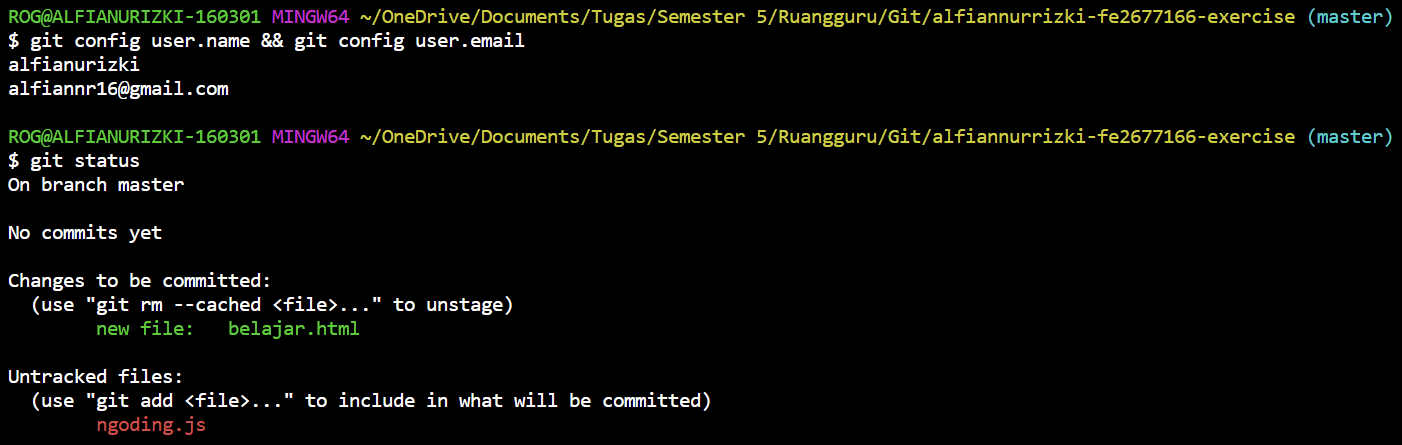 ROG@ALFIANURIZKI-160301 MINGW64 ~/OneDrive/Documents/Tugas/Semester 5/Ruangguru/Git/alfiannurrizki-fe2677166-exercise (master)
$ git config user.name && git config user.email
alfianurizki
alfiannr16@gmail.com
ROG@ALFIANURIZKI-160301 MINGW64 ~/OneDrive/Documents/Tugas/Semester 5/Ruangguru/Git/alfiannurrizki-fe2677166-exercise (master)
$ git status
On branch master
No commits yet
Changes to be committed:
  (use "git rm --cached <file>..." to unstage)
        new file:   belajar.html
Untracked files:
  (use "git add <file>..." to include in what will be committed)
        ngoding.js